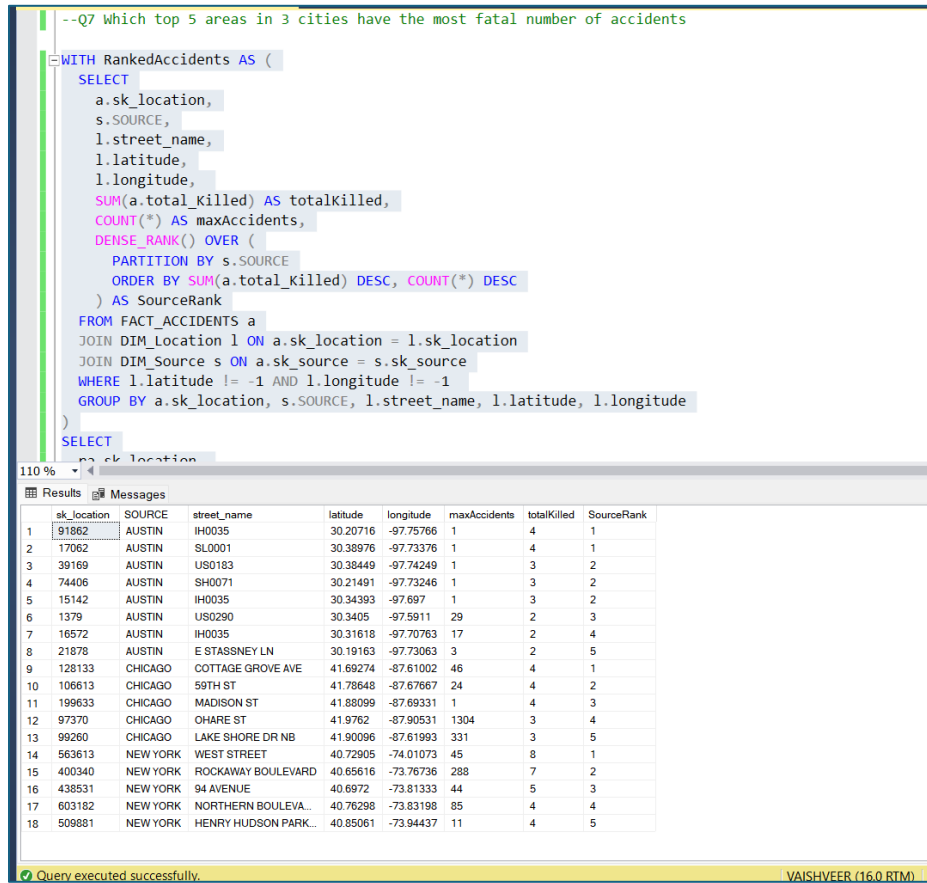 --Q7 Which top 5 areas in 3 cities have the most fatal number of accidents
WITH RankedAccidents AS (
SELECT
a.sk_location,
s.SOURCE,
l.street_name,
l.latitude,
l.longitude,
SUM(a.total_Killed) AS totalKilled,
COUNT(*) AS maxAccidents,
DENSE_RANK() OVER (
PARTITION BY s.SOURCE
ORDER BY SUM(a.total_Killed) DESC, COUNT(*) DESC
) AS SourceRank
FROM FACT_ACCIDENTS a
JOIN DIM_Location l ON a.sk_location = l.sk_location
JOIN DIM_Source s ON a.sk_source = s.sk_source
WHERE l.latitude != -1 AND l.longitude != -1
GROUP BY a.sk_location, s.SOURCE, l.street_name, l.latitude, l.longitude
)
SELECT
ra.sk_location
110 %
Results Messages
sk_location SOURCE street_name latitude longitude maxAccidents totalKilled SourceRank
1 91862 AUSTIN IH0035 30.20716 -97.75766 1 4 1
2 17062 AUSTIN SL0001 30.38976 -97.73376 1 4 1
3 39169 AUSTIN US0183 30.38449 -97.74249 1 3 2
4 74406 AUSTIN SH0071 30.21491 -97.73246 1 3 2
5 15142 AUSTIN IH0035 30.34393 -97.697 1 3 2
6 1379 AUSTIN US0290 30.3405 -97.5911 29 2 3
7 16572 AUSTIN IH0035 30.31618 -97.70763 17 2 4
8 21878 AUSTIN E STASSNEY LN 30.19163 -97.73063 3 2 5
9 128133 CHICAGO COTTAGE GROVE AVE 41.69274 -87.61002 46 4 1
10 106613 CHICAGO 59TH ST 41.78648 -87.67667 24 4 2
11 199633 CHICAGO MADISON ST 41.88099 -87.69331 1 4 3
12 97370 CHICAGO OHARE ST 41.9762 -87.90531 1304 3 4
13 99260 CHICAGO LAKE SHORE DR NB 41.90096 -87.61993 331 3 5
14 563613 NEW YORK WEST STREET 40.72905 -74.01073 45 8 1
15 400340 NEW YORK ROCKAWAY BOULEVARD 40.65616 -73.76736 288 7 2
16 438531 NEW YORK 94 AVENUE 40.6972 -73.81333 44 5 3
17 603182 NEW YORK NORTHERN BOULEVA... 40.76298 -73.83198 85 4 4
18 509881 NEW YORK HENRY HUDSON PARK... 40.85061 -73.94437 11 4 5
Query executed successfully. VAISHVEER (16.0 RTM)